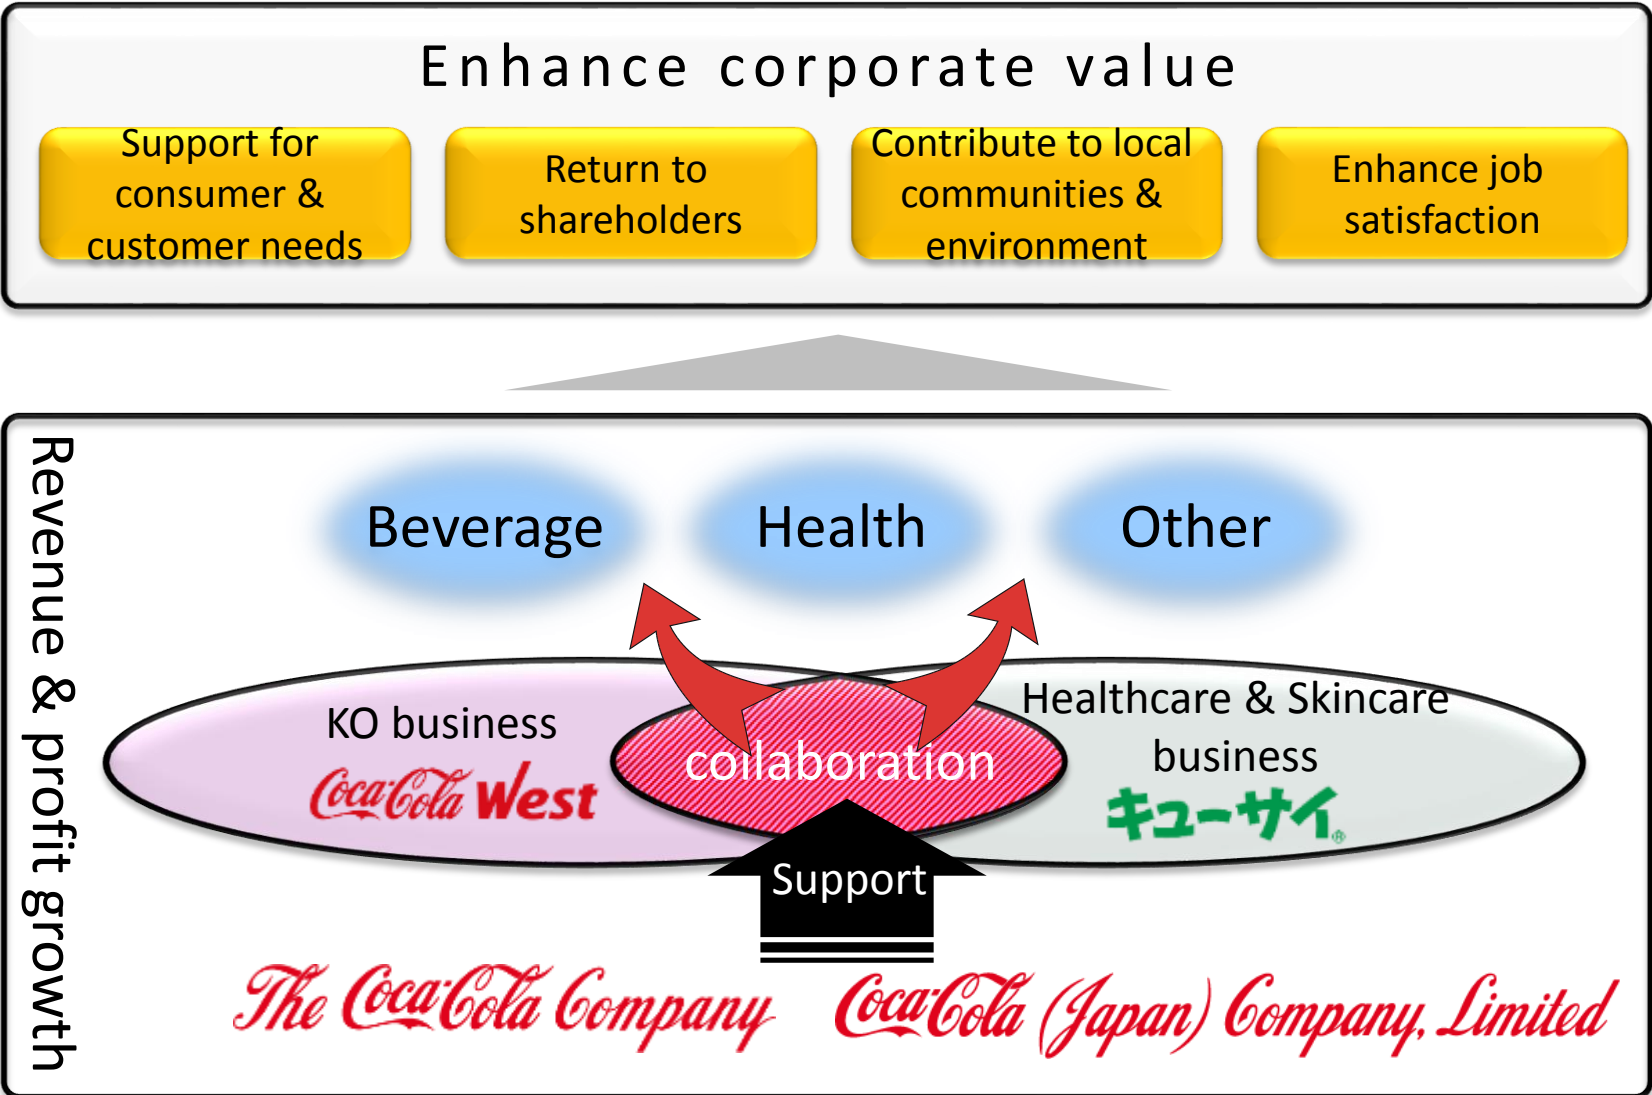 Enhance corporate value
Support for
consumer &
customer needs
Return to
shareholders
Contribute to local
communities &
environment
Enhance job
satisfaction
Revenue & profit growth
Beverage
Health
Other
KO business
Coca-Cola West
collaboration
Healthcare & Skincare
business
キューサイ®
Support
The Coca-Cola Company
Coca-Cola (Japan) Company, Limited